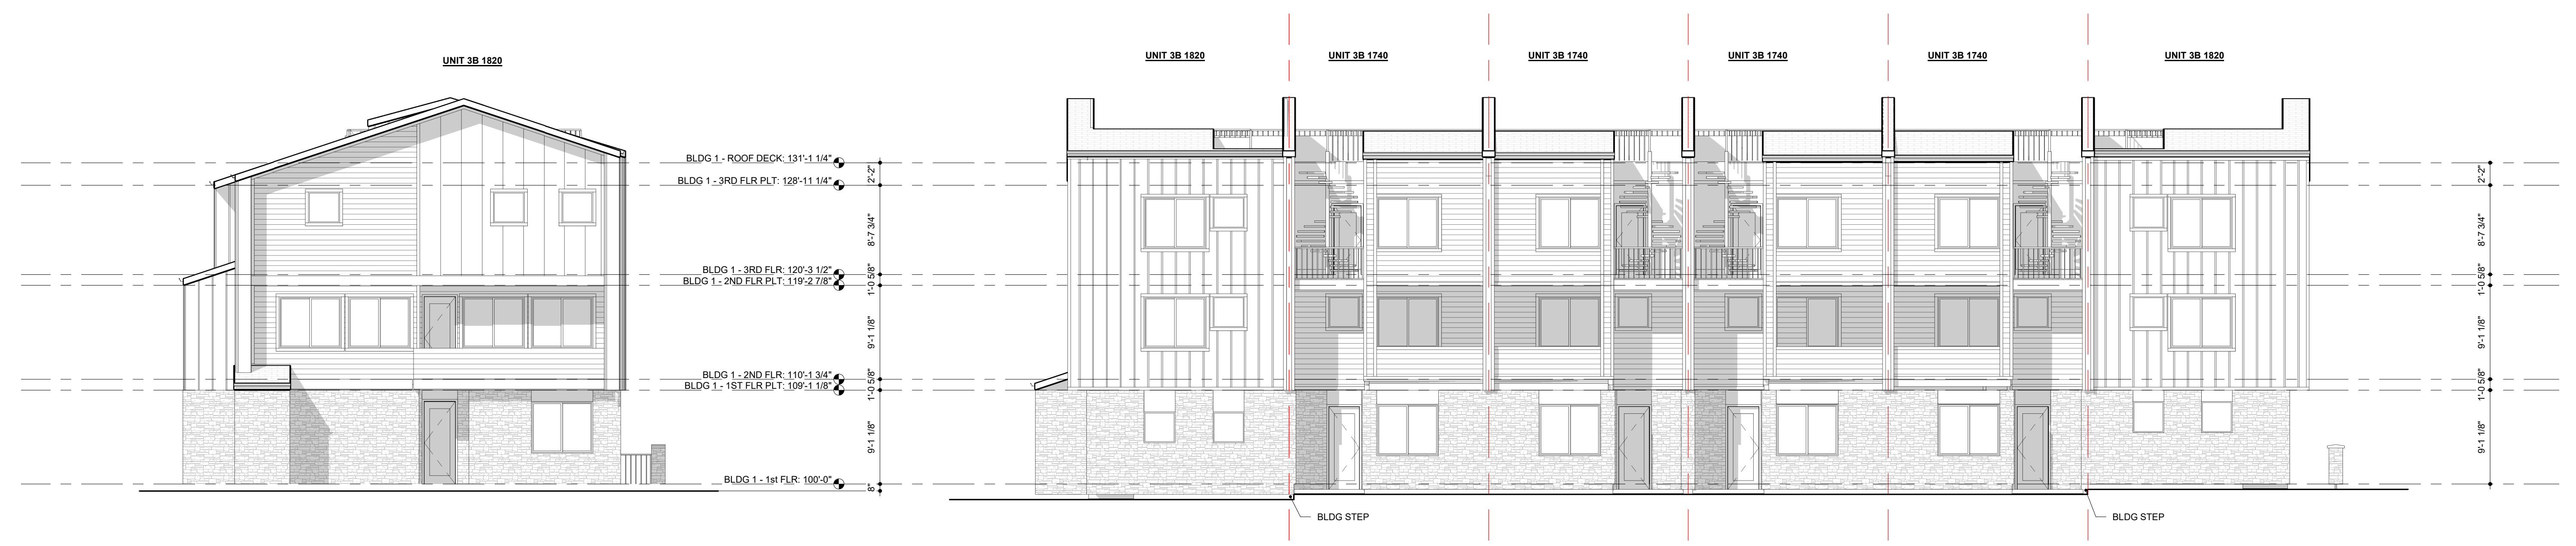 UNIT 3B 1820
UNIT 3B 1820
UNIT 3B 1740
UNIT 3B 1740
UNIT 3B 1740
UNIT 3B 1740
UNIT 3B 1820
BLDG 1 - ROOF DECK: 131'-1 1/4"
BLDG 1 - 3RD FLR PLT: 128'-11 1/4"
BLDG 1 - 3RD FLR: 120'-3 1/2"
BLDG 1 - 2ND FLR PLT: 119'-2 7/8"
BLDG 1 - 2ND FLR: 110'-1 3/4"
BLDG 1 - 1ST FLR PLT: 109'-1 1/8"
BLDG 1 - 1st FLR: 100'-0"
2'-2"
8'-7 3/4"
1'-0 5/8"
9'-1 1/8"
1'-0 5/8"
9'-1 1/8"
8"
2'-2"
8'-7 3/4"
1'-0 5/8"
9'-1 1/8"
1'-0 5/8"
9'-1 1/8"
BLDG STEP
BLDG STEP